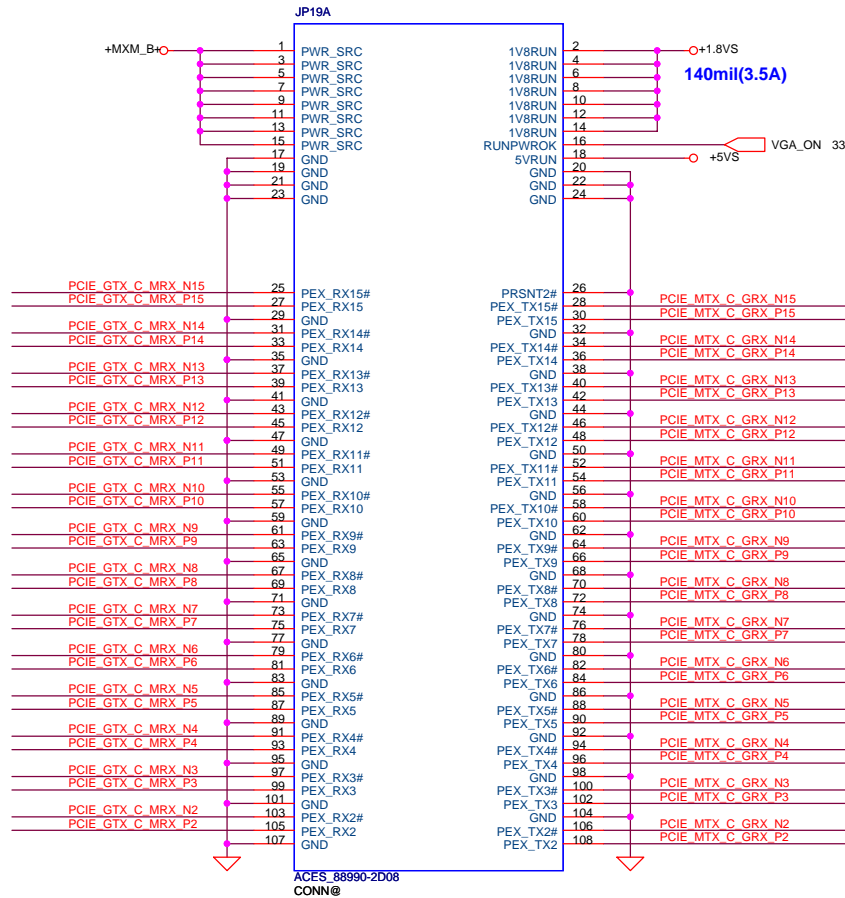 JP19A
+MXM_B+ 1 PWR_SRC 1V8RUN 2 +1.8VS
3 PWR_SRC 1V8RUN 4
5 PWR_SRC 1V8RUN 6 140mil(3.5A)
7 PWR_SRC 1V8RUN 8
9 PWR_SRC 1V8RUN 10
11 PWR_SRC 1V8RUN 12
13 PWR_SRC 1V8RUN 14
15 PWR_SRC RUNPWROK 16 VGA_ON 33
17 GND 5VRUN 18 +5VS
19 GND GND 20
21 GND GND 22
23 GND GND 24
PCIE_GTX_C_MRX_N15 25 PEX_RX15# PRSNT2# 26
PCIE_GTX_C_MRX_P15 27 PEX_RX15 PEX_TX15# 28 PCIE_MTX_C_GRX_N15
29 GND PEX_TX15 30 PCIE_MTX_C_GRX_P15
PCIE_GTX_C_MRX_N14 31 PEX_RX14# GND 32
PCIE_GTX_C_MRX_P14 33 PEX_RX14 PEX_TX14# 34 PCIE_MTX_C_GRX_N14
35 GND PEX_TX14 36 PCIE_MTX_C_GRX_P14
PCIE_GTX_C_MRX_N13 37 PEX_RX13# GND 38
PCIE_GTX_C_MRX_P13 39 PEX_RX13 PEX_TX13# 40 PCIE_MTX_C_GRX_N13
41 GND PEX_TX13 42 PCIE_MTX_C_GRX_P13
PCIE_GTX_C_MRX_N12 43 PEX_RX12# GND 44
PCIE_GTX_C_MRX_P12 45 PEX_RX12 PEX_TX12# 46 PCIE_MTX_C_GRX_N12
47 GND PEX_TX12 48 PCIE_MTX_C_GRX_P12
PCIE_GTX_C_MRX_N11 49 PEX_RX11# GND 50
PCIE_GTX_C_MRX_P11 51 PEX_RX11 PEX_TX11# 52 PCIE_MTX_C_GRX_N11
53 GND PEX_TX11 54 PCIE_MTX_C_GRX_P11
PCIE_GTX_C_MRX_N10 55 PEX_RX10# GND 56
PCIE_GTX_C_MRX_P10 57 PEX_RX10 PEX_TX10# 58 PCIE_MTX_C_GRX_N10
59 GND PEX_TX10 60 PCIE_MTX_C_GRX_P10
PCIE_GTX_C_MRX_N9 61 PEX_RX9# GND 62
PCIE_GTX_C_MRX_P9 63 PEX_RX9 PEX_TX9# 64 PCIE_MTX_C_GRX_N9
65 GND PEX_TX9 66 PCIE_MTX_C_GRX_P9
PCIE_GTX_C_MRX_N8 67 PEX_RX8# GND 68
PCIE_GTX_C_MRX_P8 69 PEX_RX8 PEX_TX8# 70 PCIE_MTX_C_GRX_N8
71 GND PEX_TX8 72 PCIE_MTX_C_GRX_P8
PCIE_GTX_C_MRX_N7 73 PEX_RX7# GND 74
PCIE_GTX_C_MRX_P7 75 PEX_RX7 PEX_TX7# 76 PCIE_MTX_C_GRX_N7
77 GND PEX_TX7 78 PCIE_MTX_C_GRX_P7
PCIE_GTX_C_MRX_N6 79 PEX_RX6# GND 80
PCIE_GTX_C_MRX_P6 81 PEX_RX6 PEX_TX6# 82 PCIE_MTX_C_GRX_N6
83 GND PEX_TX6 84 PCIE_MTX_C_GRX_P6
PCIE_GTX_C_MRX_N5 85 PEX_RX5# GND 86
PCIE_GTX_C_MRX_P5 87 PEX_RX5 PEX_TX5# 88 PCIE_MTX_C_GRX_N5
89 GND PEX_TX5 90 PCIE_MTX_C_GRX_P5
PCIE_GTX_C_MRX_N4 91 PEX_RX4# GND 92
PCIE_GTX_C_MRX_P4 93 PEX_RX4 PEX_TX4# 94 PCIE_MTX_C_GRX_N4
95 GND PEX_TX4 96 PCIE_MTX_C_GRX_P4
PCIE_GTX_C_MRX_N3 97 PEX_RX3# GND 98
PCIE_GTX_C_MRX_P3 99 PEX_RX3 PEX_TX3# 100 PCIE_MTX_C_GRX_N3
101 GND PEX_TX3 102 PCIE_MTX_C_GRX_P3
PCIE_GTX_C_MRX_N2 103 PEX_RX2# GND 104
PCIE_GTX_C_MRX_P2 105 PEX_RX2 PEX_TX2# 106 PCIE_MTX_C_GRX_N2
107 GND PEX_TX2 108 PCIE_MTX_C_GRX_P2
ACES_88990-2D08
CONN@